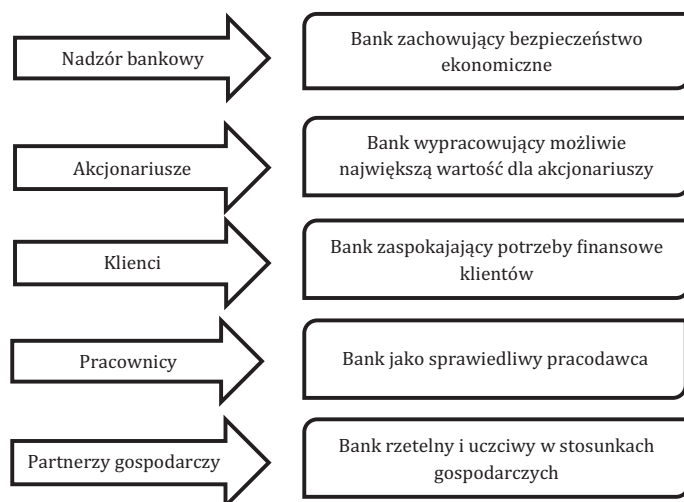 Nadzór bankowy
Bank zachowujący bezpieczeństwo
ekonomiczne
Akcjonariusze
Bank wypracowujący możliwie
największą wartość dla akcjonariuszy
Klienci
Bank zaspokajający potrzeby finansowe
klientów
Pracownicy
Bank jako sprawiedliwy pracodawca
Partnerzy gospodarczy
Bank rzetelny i uczciwy w stosunkach
gospodarczych